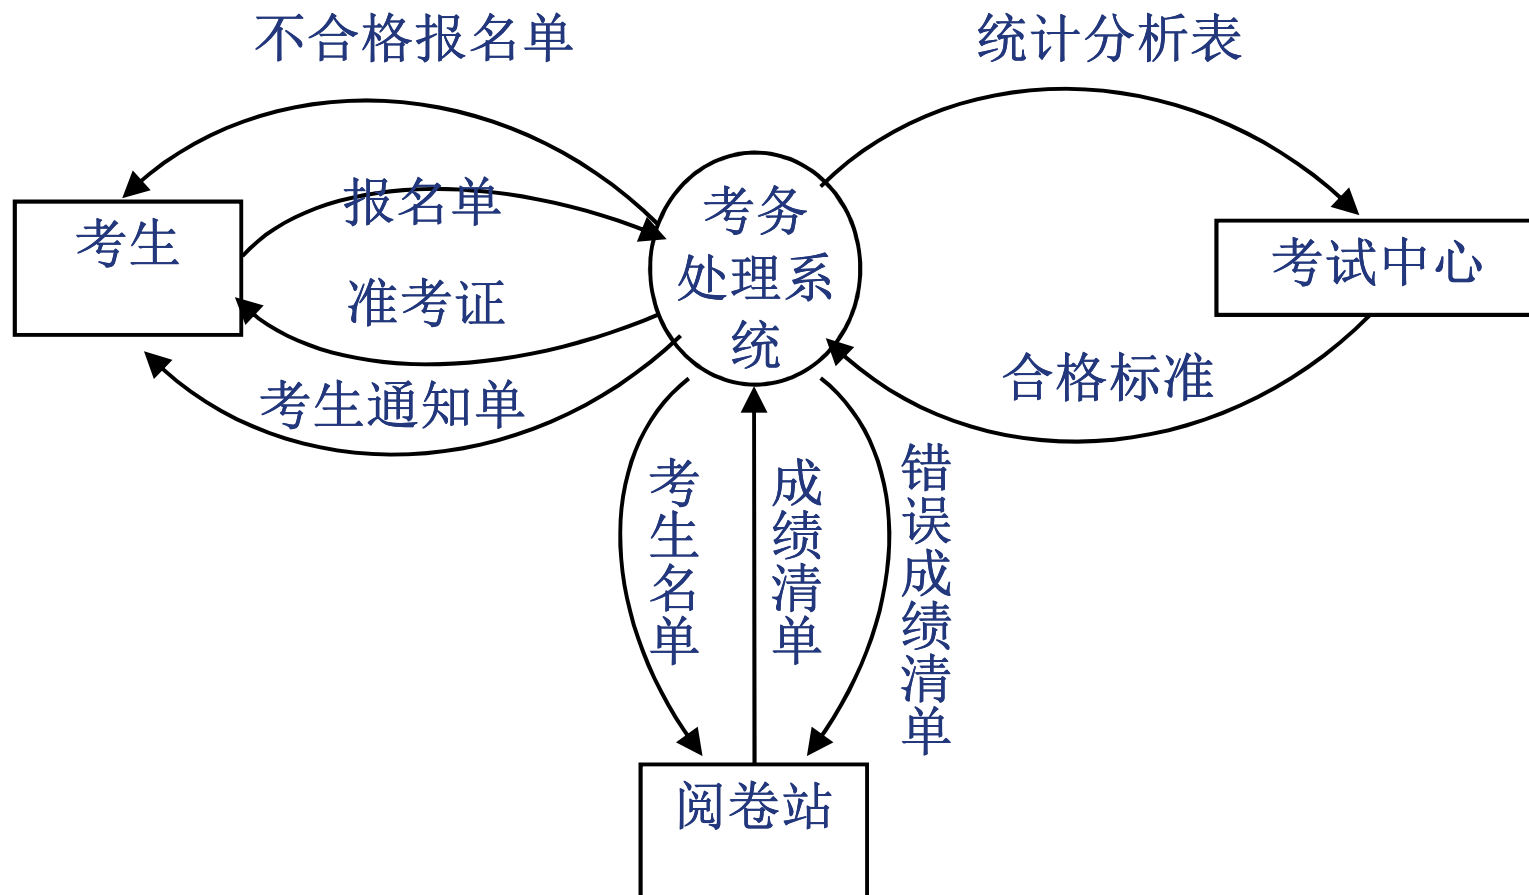 不合格报名单
统计分析表
报名单
考生
考务
处理系
统
考试中心
准考证
合格标准
考生通知单
考生名单
成绩清单
错误成绩清单
阅卷站